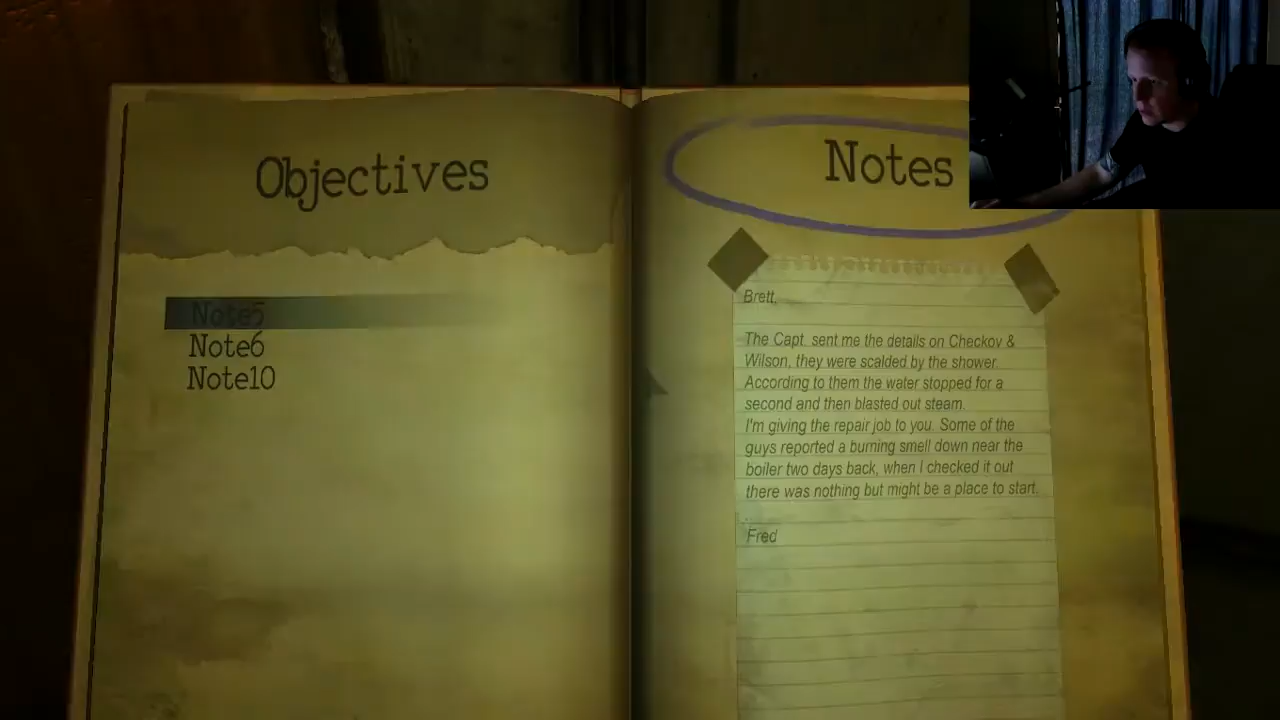 Objectives
Note5
Note6
Note10
Notes
Brett,
The Capt. sent me the details on Checkov &
Wilson, they were scalded by the shower.
According to them the water stopped for a
second and then blasted out steam.
I'm giving the repair job to you. Some of the
guys reported a burning smell down near the
boiler two days back, when I checked it out
there was nothing but might be a place to start.
Fred